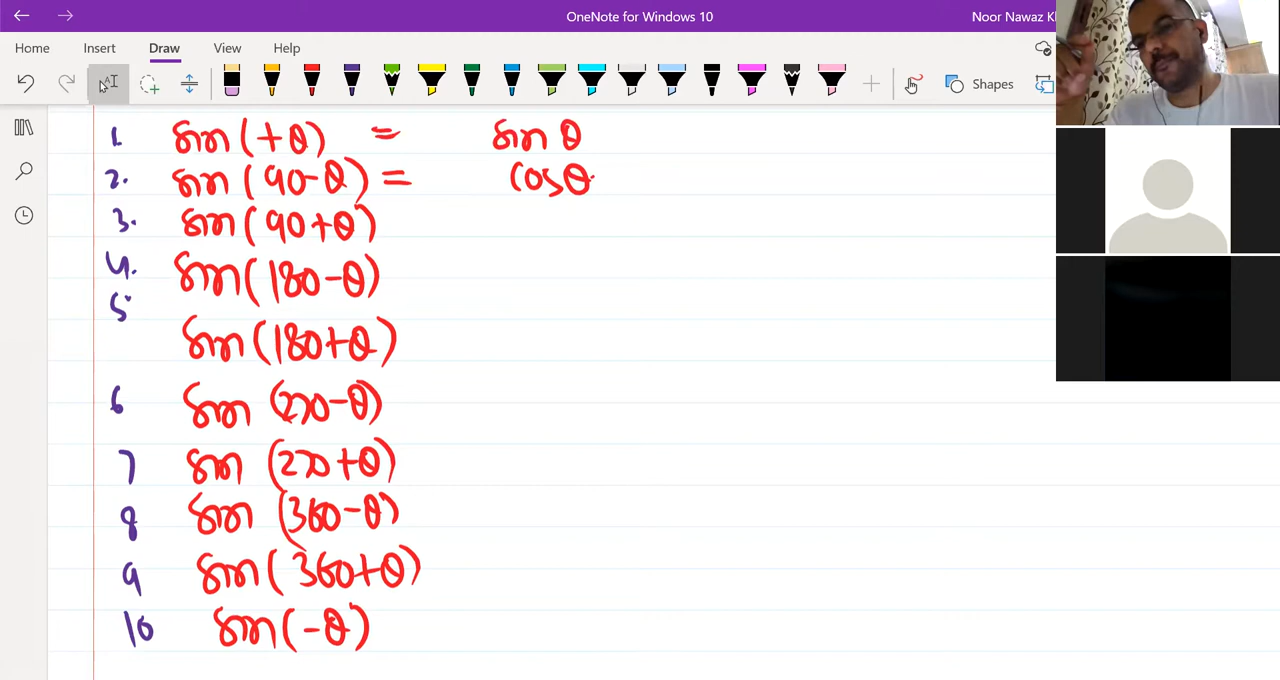 OneNote for Windows 10
Noor Nawaz Kh
Home Insert Draw View Help
Shapes
1. sin(+θ) = sin θ
2. sin(90-θ) = cosθ
3. sin(90+θ)
4. sin(180-θ)
5
sin(180+θ)
6 sin(270-θ)
7 sin(270+θ)
8 sin(360-θ)
9 sin(360+θ)
10 sin(-θ)